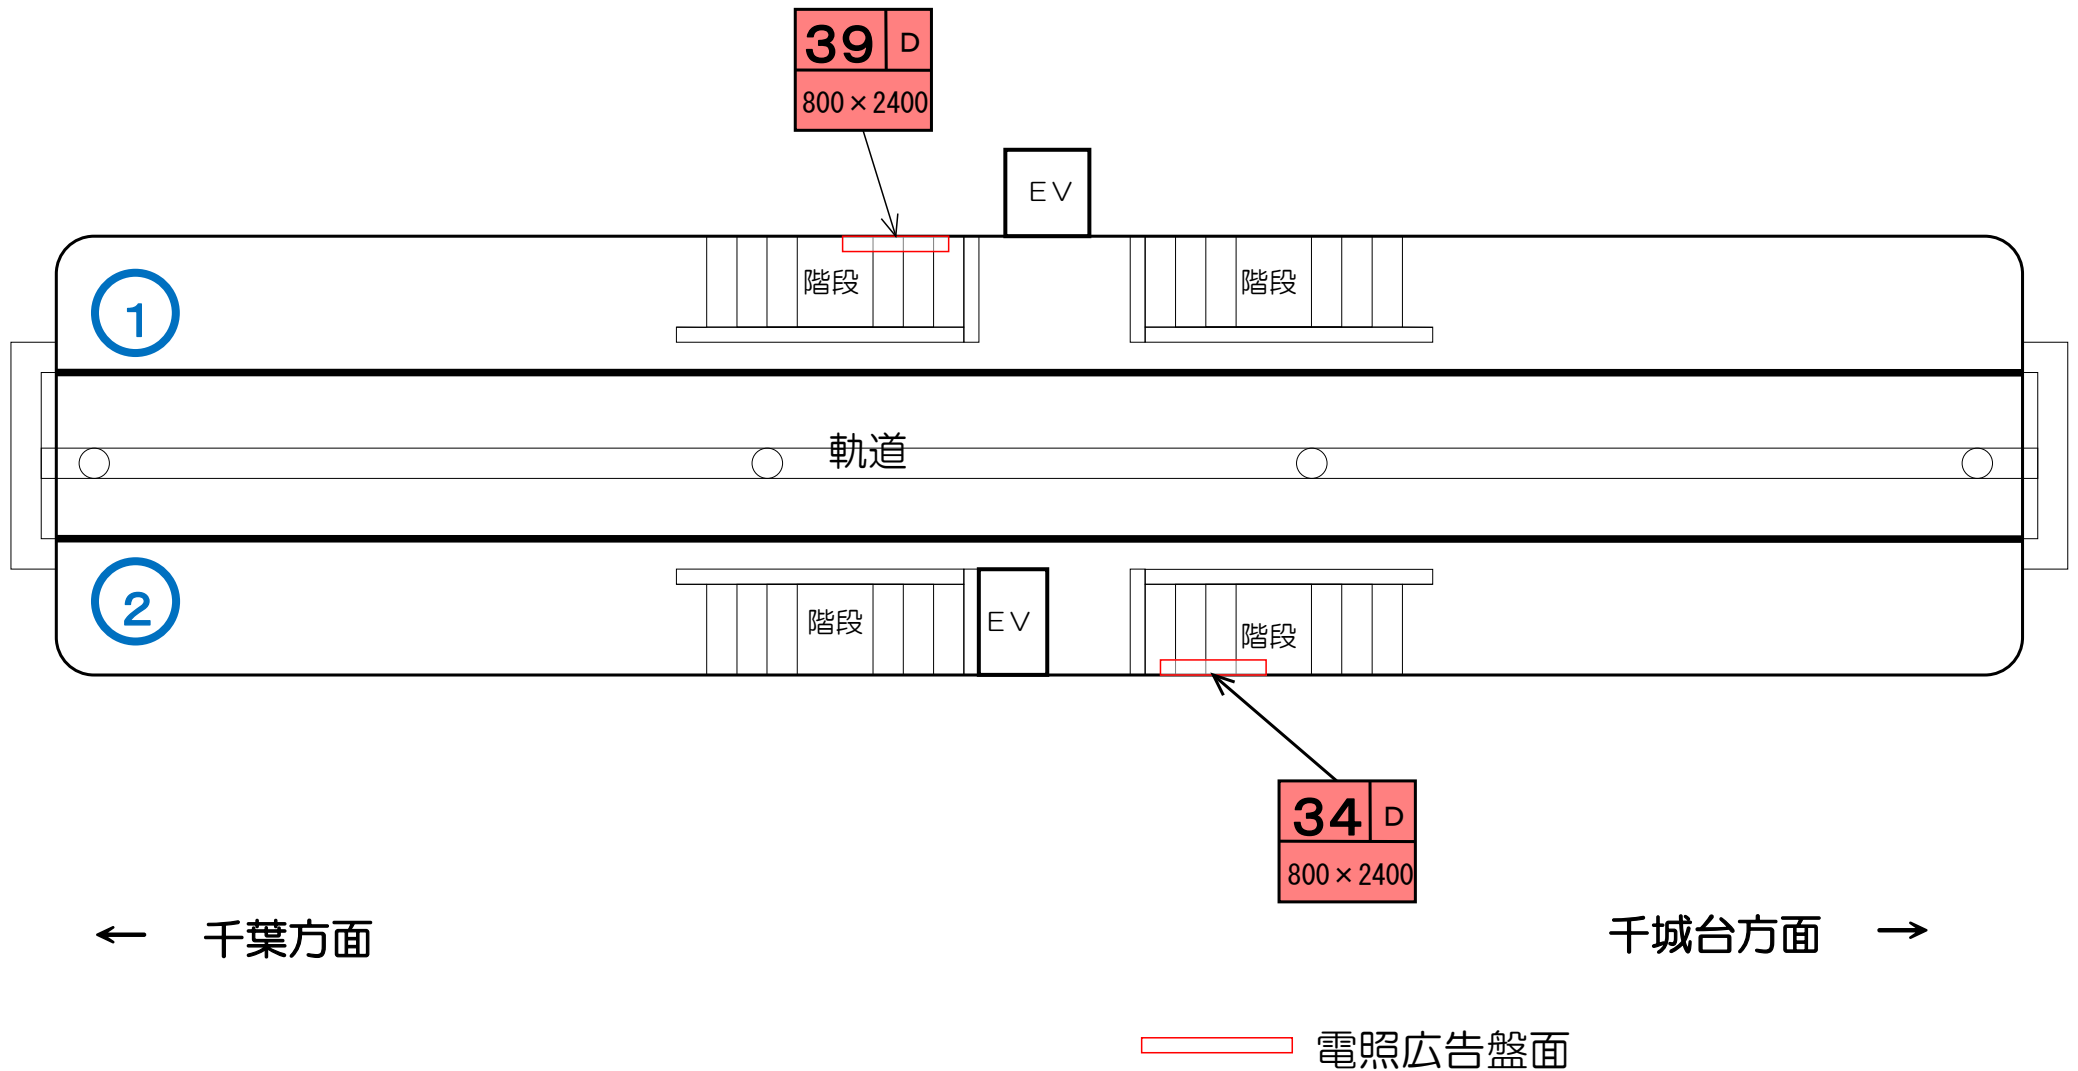 39 D
800×2400
EV
階段 階段
1
軌道
2
階段 EV 階段
34 D
800×2400
← 千葉方面 千城台方面 →
電照広告盤面